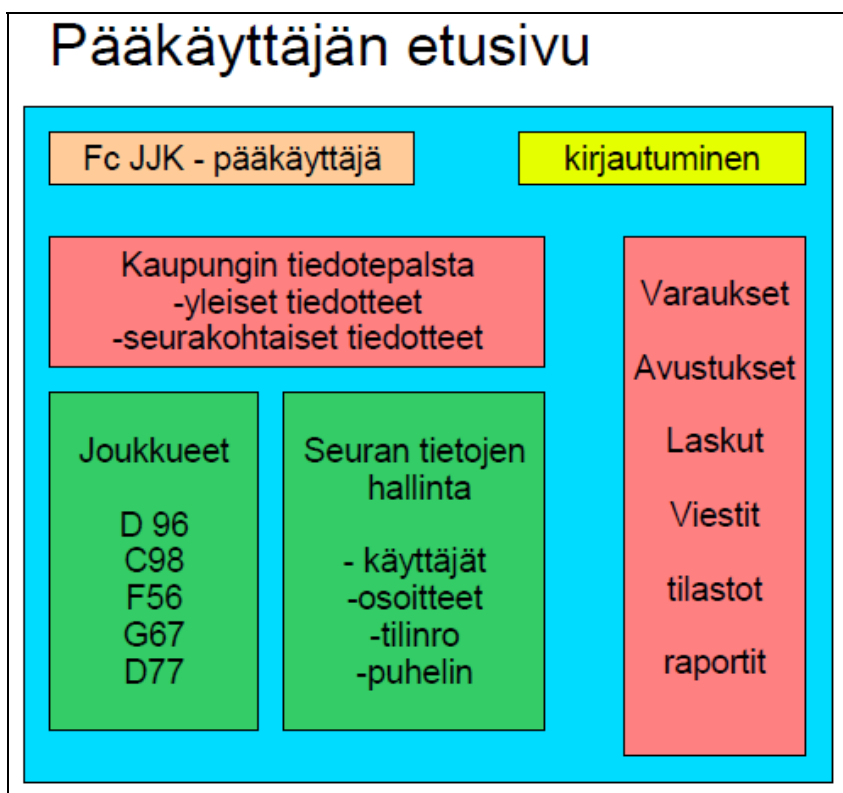 Pääkäyttäjän etusivu
Fc JJK - pääkäyttäjä
kirjautuminen
Kaupungin tiedotepalsta
-yleiset tiedotteet
-seurakohtaiset tiedotteet
Joukkueet
D 96
C98
F56
G67
D77
Seuran tietojen
hallinta
- käyttäjät
-osoitteet
-tilinro
-puhelin
Varaukset
Avustukset
Laskut
Viestit
tilastot
raportit